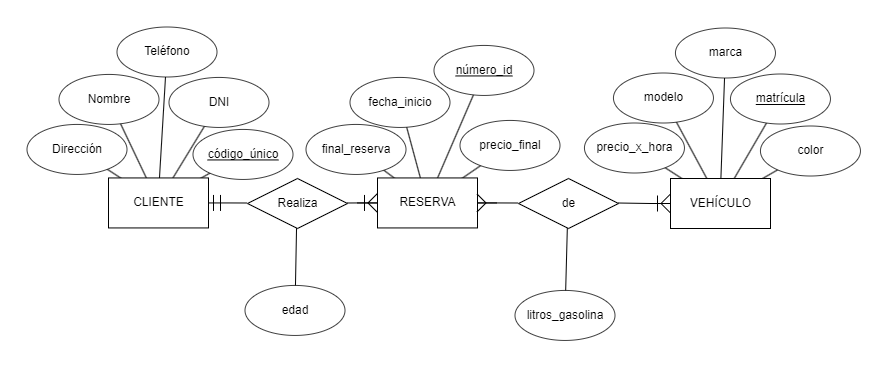 Teléfono
Nombre
DNI
Dirección
código_único
CLIENTE
Realiza
edad
número_id
fecha_inicio
final_reserva
precio_final
RESERVA
de
litros_gasolina
marca
modelo
matrícula
precio_x_hora
color
VEHÍCULO